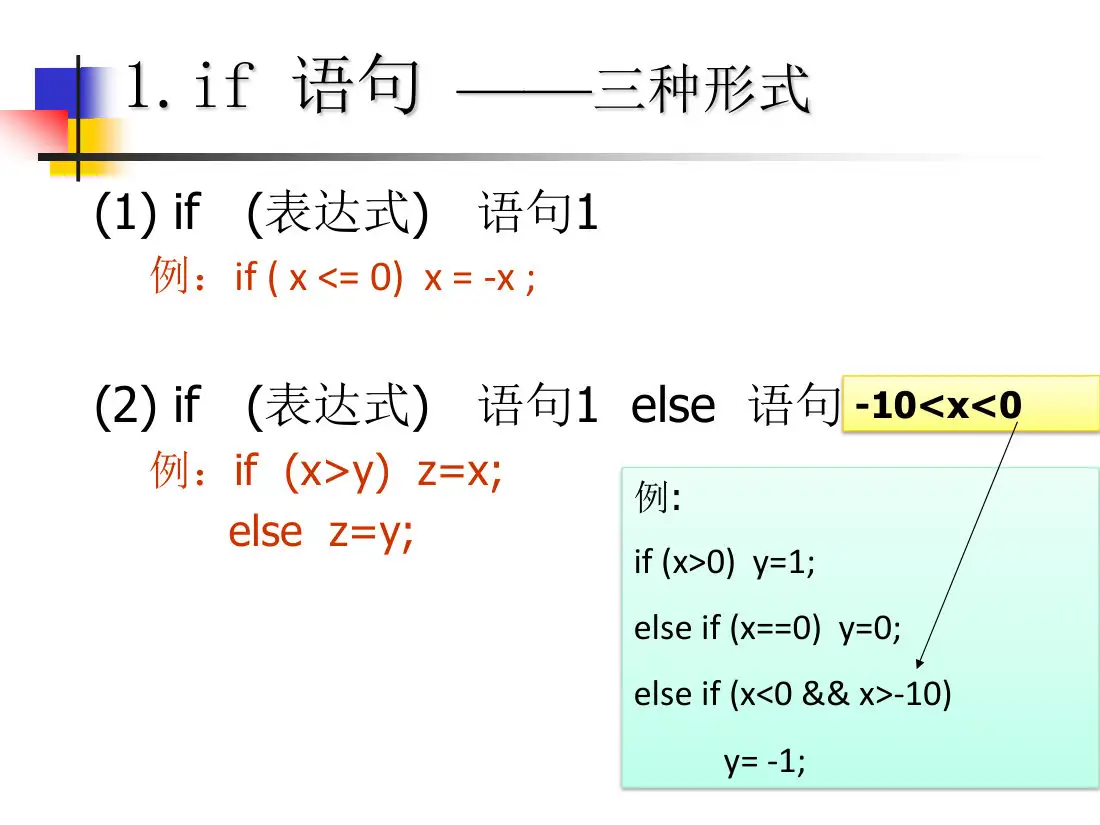 1.if 语句 ——三种形式
(1) if (表达式) 语句1
例：if ( x <= 0) x = -x ;
(2) if (表达式) 语句1 else 语句
-10<x<0
例：if (x>y) z=x;
else z=y;
例:
if (x>0) y=1;
else if (x==0) y=0;
else if (x<0 && x>-10)
y= -1;